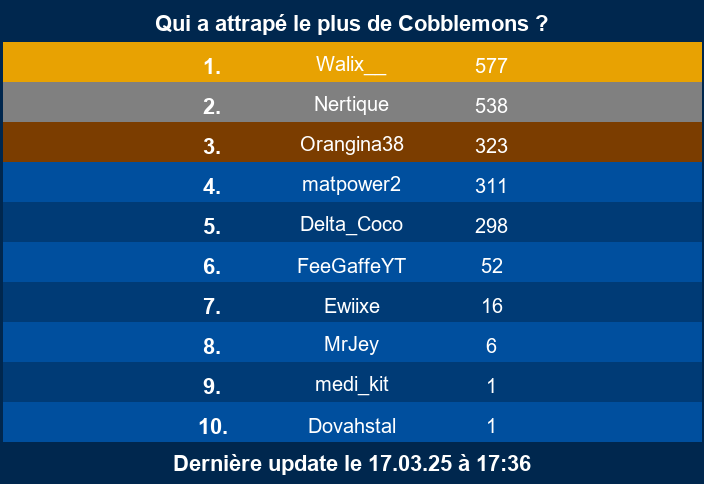 Qui a attrapé le plus de Cobblemons ?
1. Walix__ 577
2. Nertique 538
3. Orangina38 323
4. matpower2 311
5. Delta_Coco 298
6. FeeGaffeYT 52
7. Ewiixe 16
8. MrJey 6
9. medi_kit 1
10. Dovahstal 1
Dernière update le 17.03.25 à 17:36